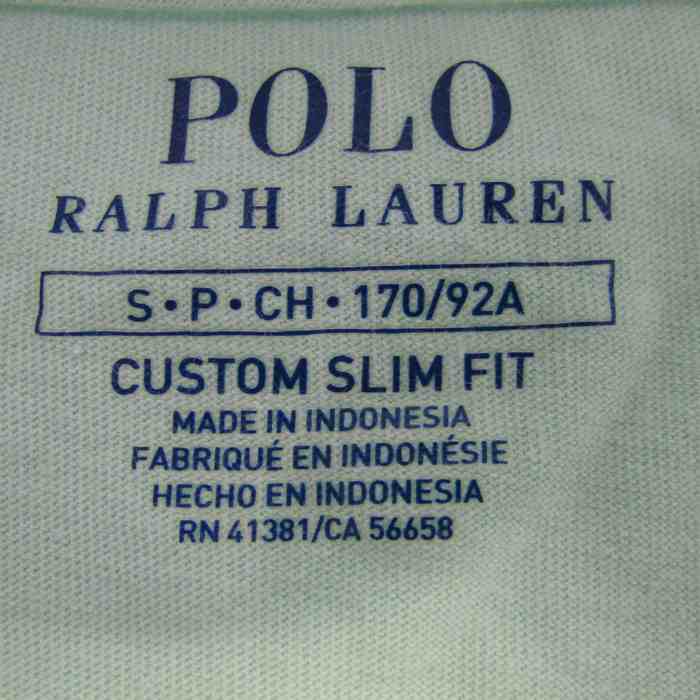 POLO
RALPH LAUREN
S•P•CH•170/92A
CUSTOM SLIM FIT
MADE IN INDONESIA
FABRIQUÉ EN INDONÉSIE
HECHO EN INDONESIA
RN 41381/CA 56658